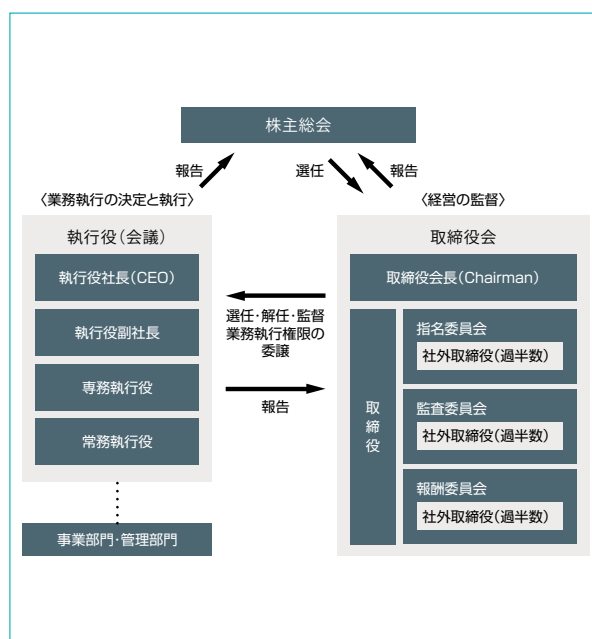 株主総会
報告
選任
報告
〈業務執行の決定と執行〉
〈経営の監督〉
執行役(会議)
執行役社長(CEO)
執行役副社長
専務執行役
常務執行役
事業部門・管理部門
選任・解任・監督
業務執行権限の
委譲
報告
取締役会
取締役会長(Chairman)
取締役
指名委員会
社外取締役(過半数)
監査委員会
社外取締役(過半数)
報酬委員会
社外取締役(過半数)